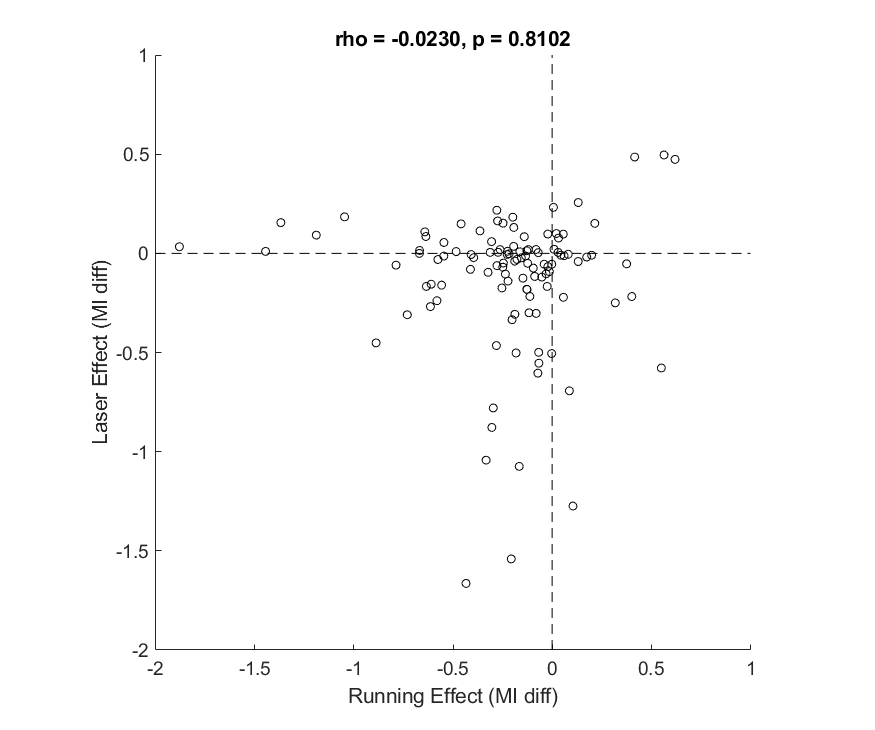 rho = -0.0230, p = 0.8102
1
0.5
0
-0.5
-1
-1.5
-2
Laser Effect (MI diff)
-2 -1.5 -1 -0.5 0 0.5 1
Running Effect (MI diff)